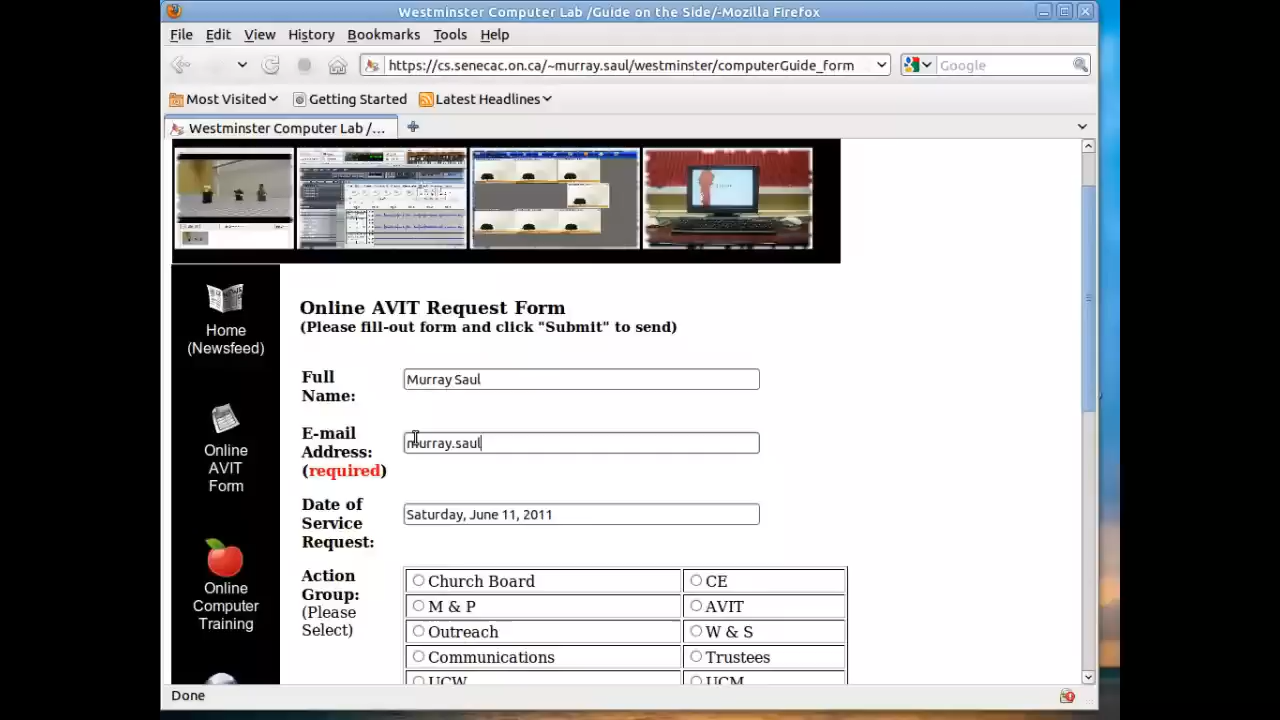 Westminster Computer Lab /Guide on the Side/-Mozilla Firefox
File Edit View History Bookmarks Tools Help
https://cs.senecac.on.ca/~murray.saul/westminster/computerGuide_form
Google
Most Visited Getting Started Latest Headlines
Westminster Computer Lab /...
Online AVIT Request Form
(Please fill-out form and click "Submit" to send)
Home
(Newsfeed)
Full
Name:
Murray Saul
E-mail
Address:
(required)
murray.saul
Online
AVIT
Form
Date of
Service
Request:
Saturday, June 11, 2011
Online
Computer
Training
Action
Group:
(Please
Select)
Church Board CE
M & P AVIT
Outreach W & S
Communications Trustees
UCW UCM
Done